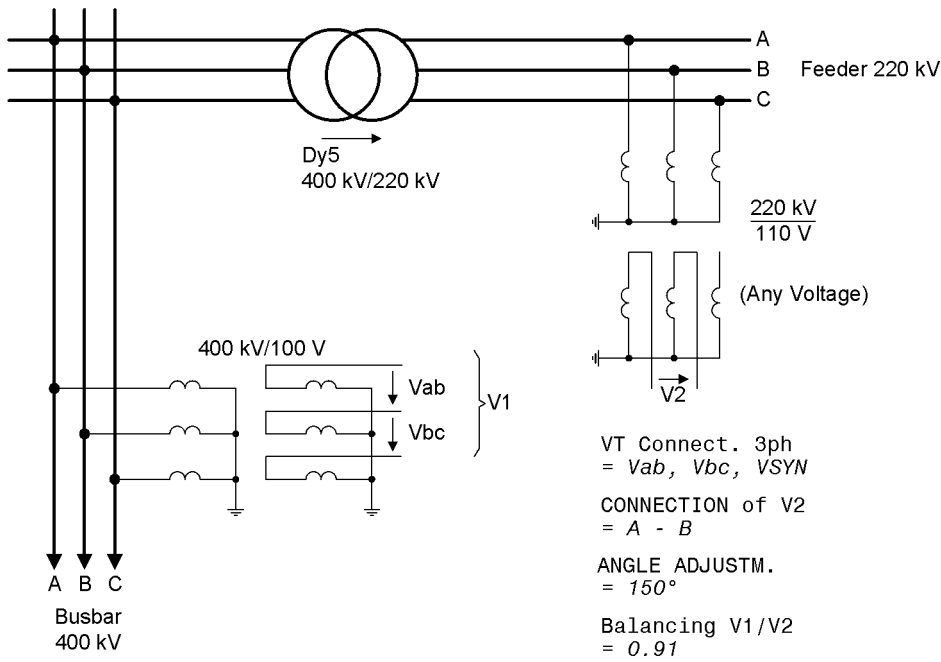 A
B
Feeder 220 kV
C
Dy5
400 kV/220 kV
220 kV
110 V
(Any Voltage)
400 kV/100 V
Vab
V1
Vbc
V2
VT Connect. 3ph
= Vab, Vbc, VSYN
CONNECTION of V2
= A - B
ANGLE ADJUSTM.
= 150°
Balancing V1/V2
= 0.91
A B C
Busbar
400 kV